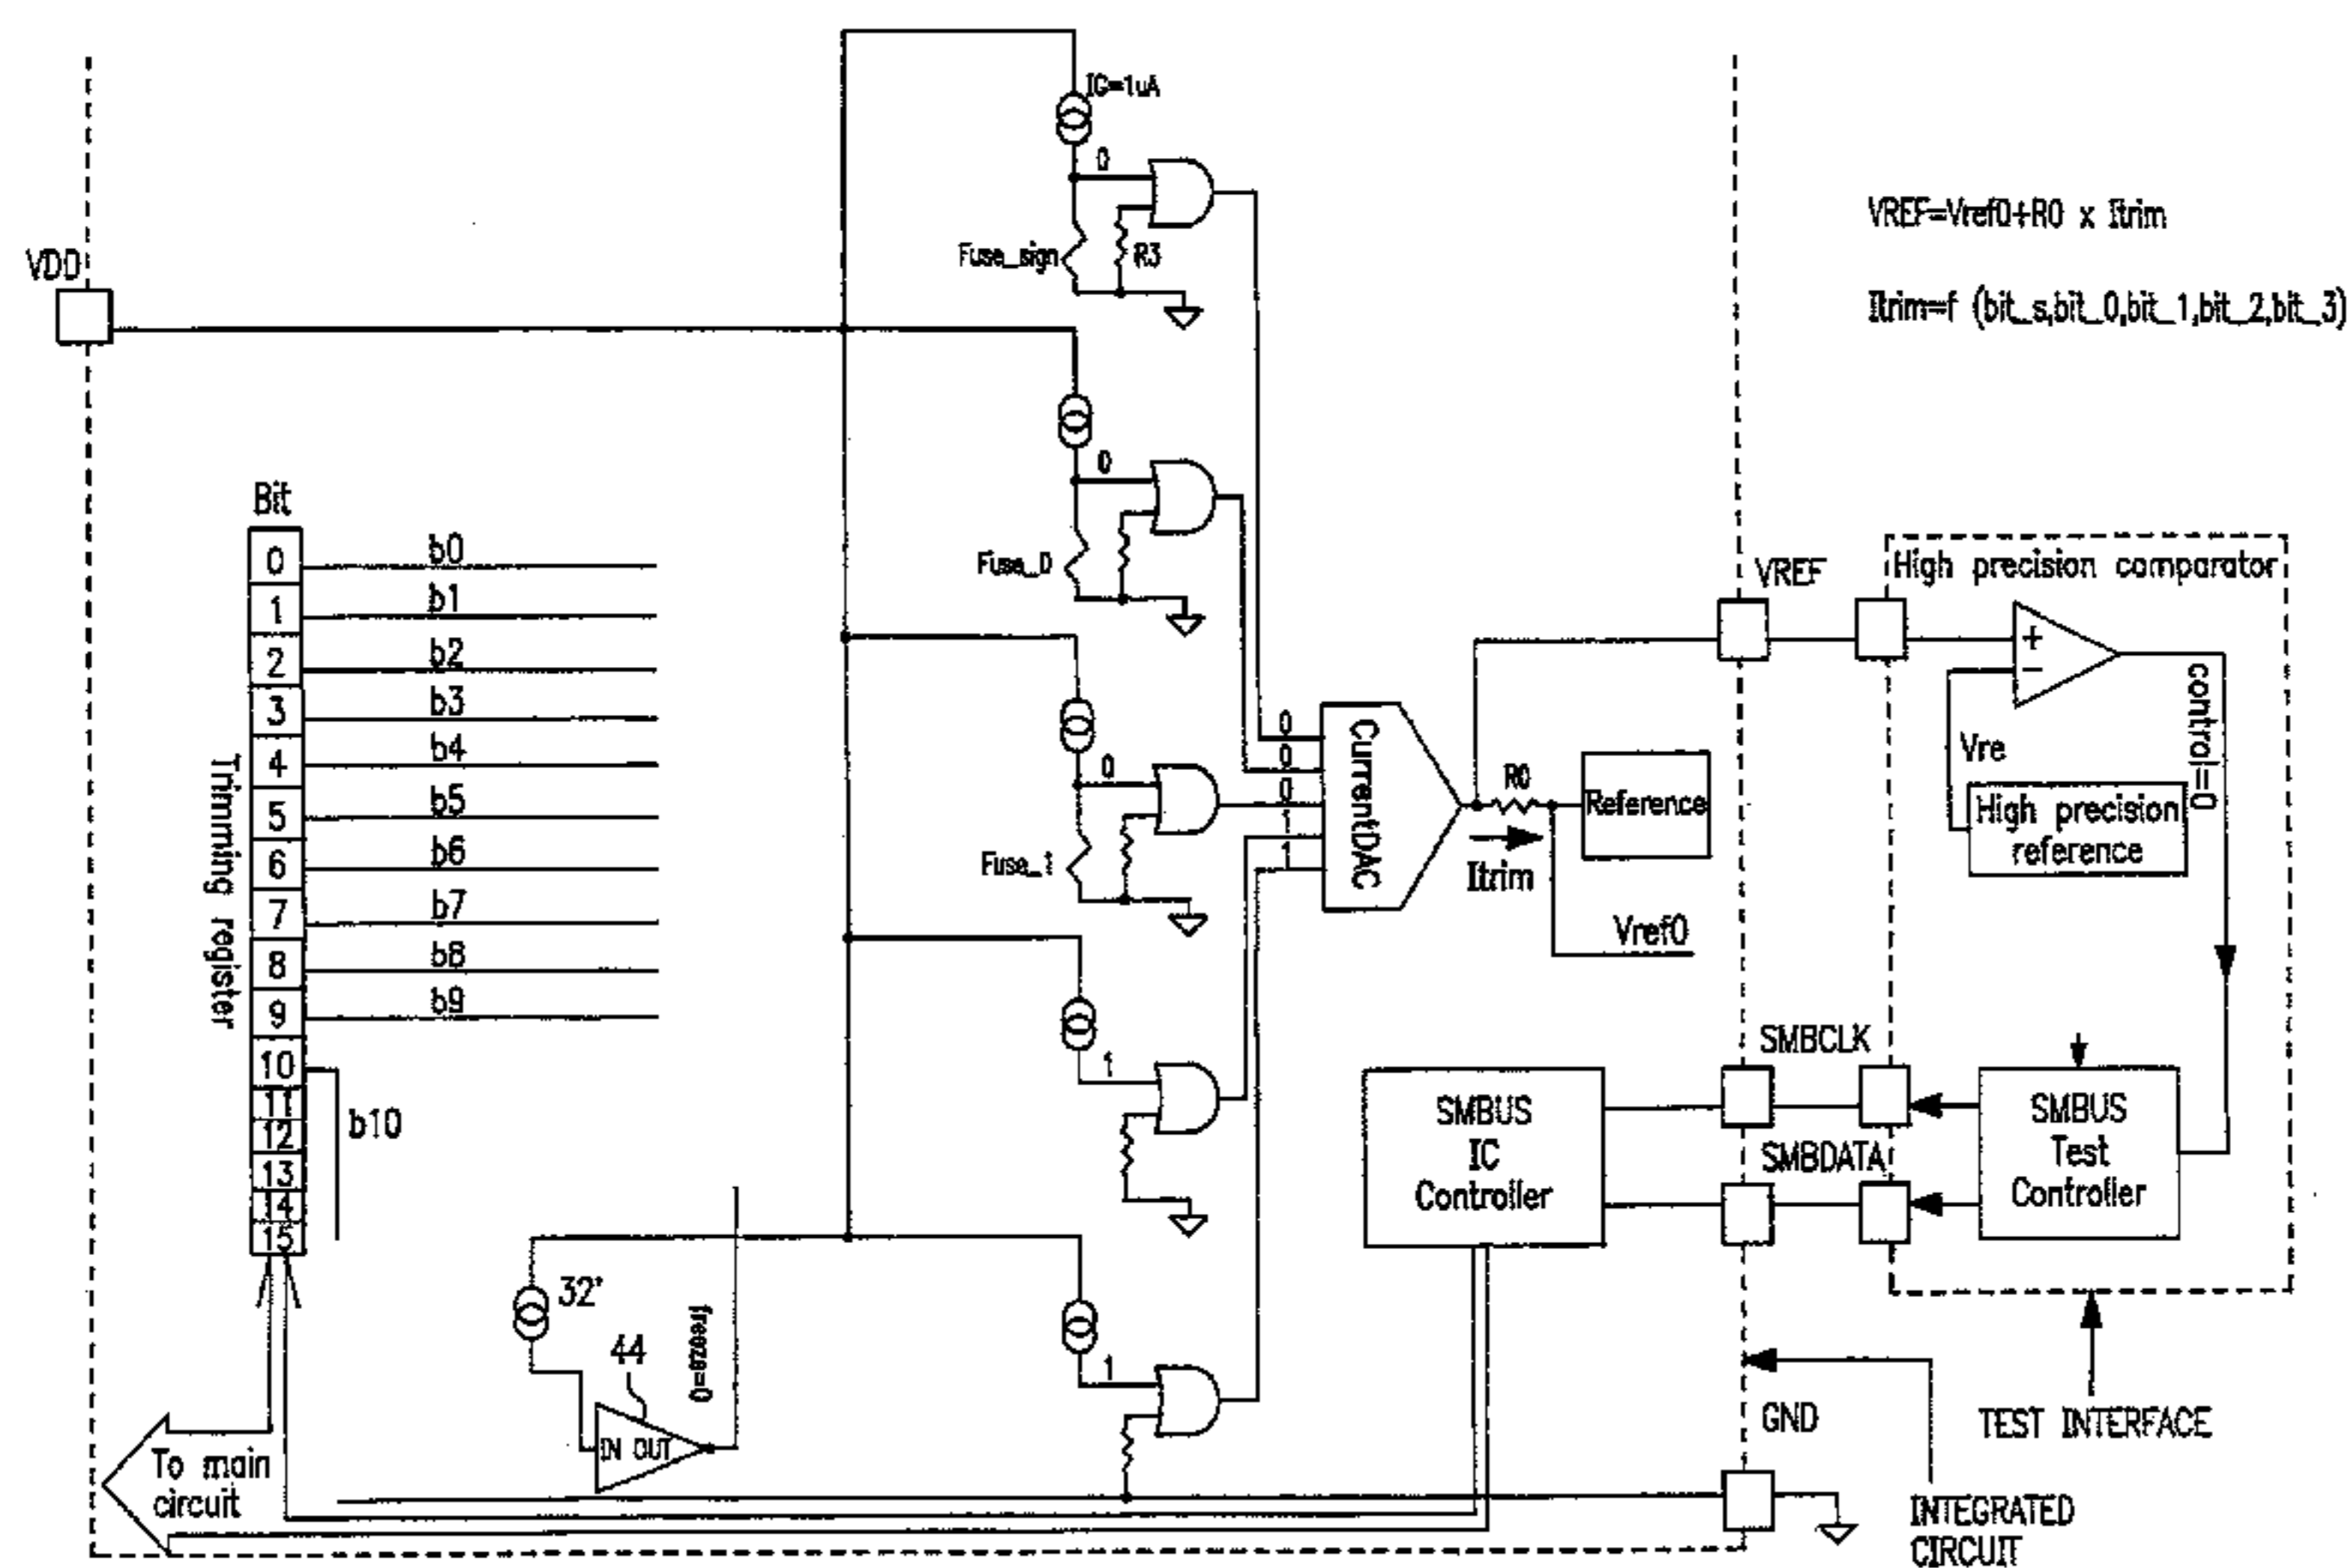 IG=1uA
0
Fuse_sign
R3
VREF=Vref0+R0 x Itrim
Itrim=f (bit_s,bit_0,bit_1,bit_2,bit_3)
VDD
0
Fuse_0
Bit
0
1
2
3
4
5
6
7
8
9
10
11
12
13
14
15
b0
b1
b2
b3
b4
b5
b6
b7
b8
b9
b10
Trimming register
0
Fuse_1
1
1
0
0
0
1
1
CurrentDAC
R0
Itrim
Reference
Vref0
VREF
High precision comparator
+
−
Vre
control=0
High precision
reference
SMBUS
IC
Controller
SMBCLK
SMBDATA
SMBUS
Test
Controller
32'
44
IN OUT
freeze=0
To main
circuit
GND
TEST INTERFACE
INTEGRATED
CIRCUIT